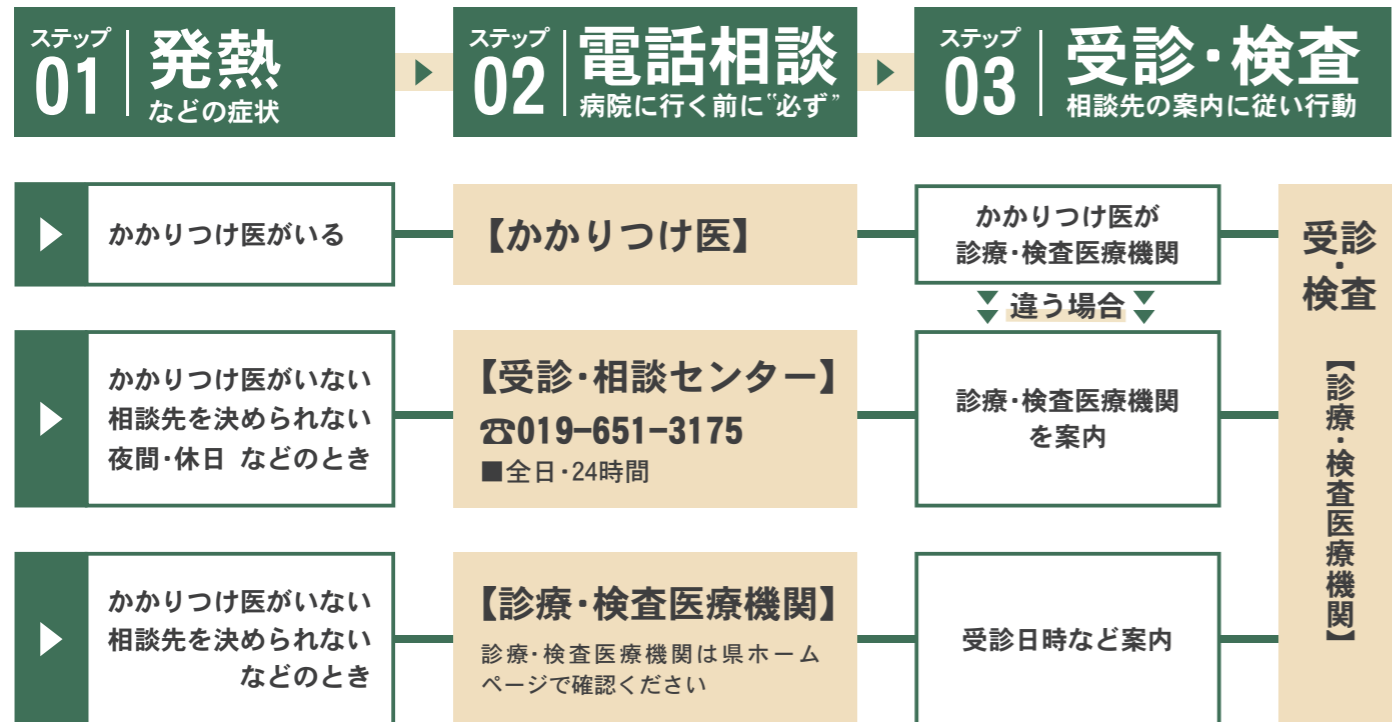 ステップ
01
発熱
などの症状
ステップ
02
電話相談
病院に行く前に“必ず”
ステップ
03
受診・検査
相談先の案内に従い行動
かかりつけ医がいる
【かかりつけ医】
かかりつけ医が
診療・検査医療機関
違う場合
かかりつけ医がいない
相談先を決められない
夜間・休日 などのとき
【受診・相談センター】
☎019-651-3175
■全日・24時間
診療・検査医療機関
を案内
かかりつけ医がいない
相談先を決められない
などのとき
【診療・検査医療機関】
診療・検査医療機関は県ホーム
ページで確認ください
受診日時など案内
受診・検査
【診療・検査医療機関】